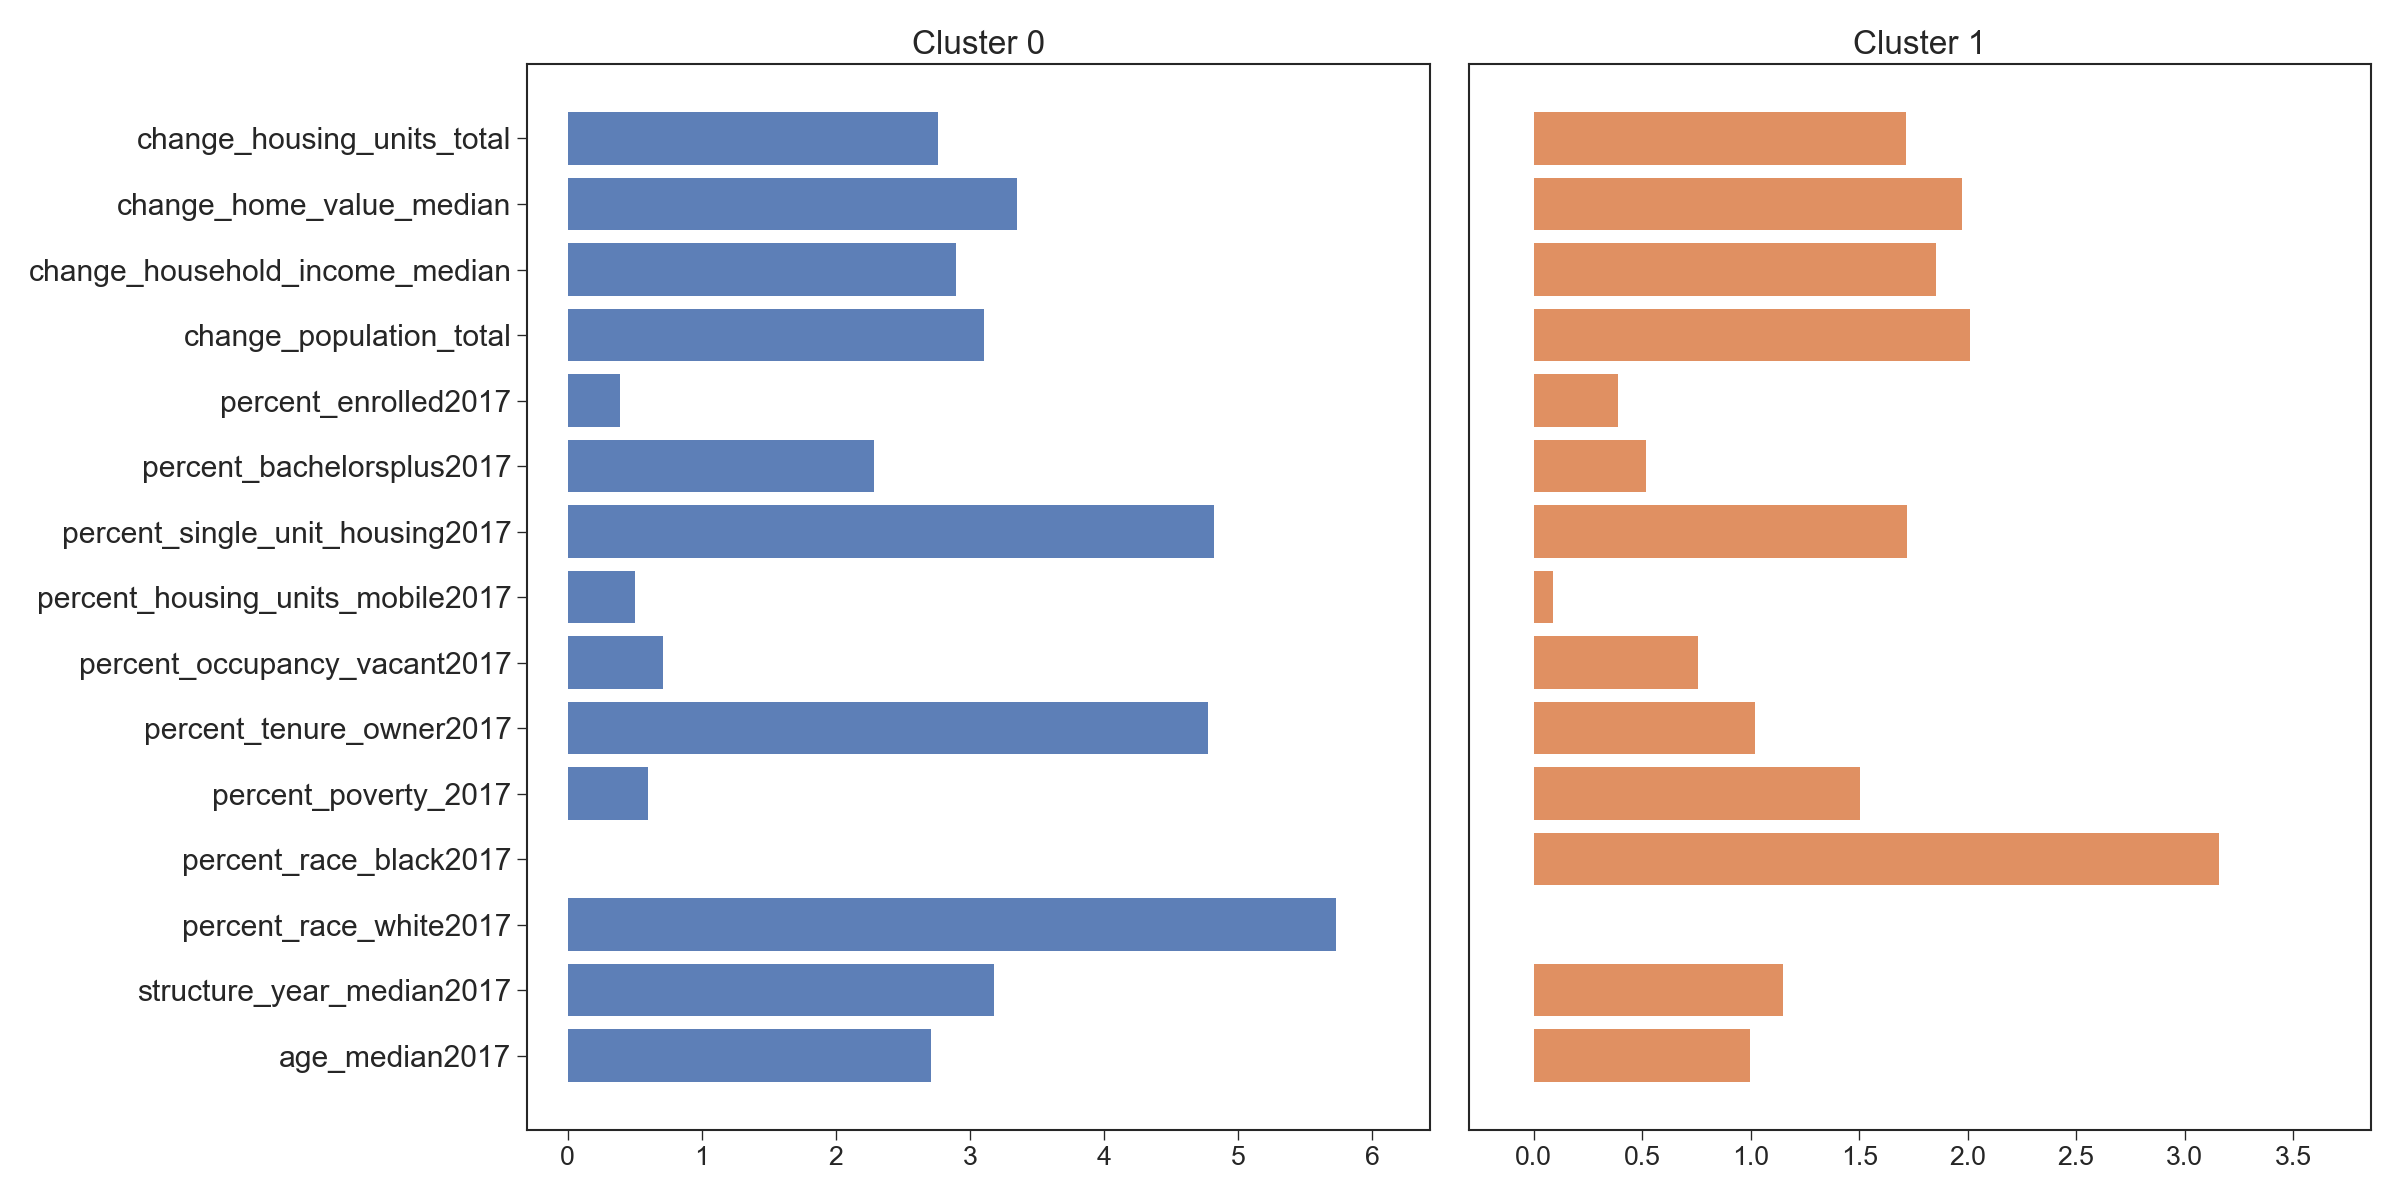 Cluster 0
Cluster 1
change_housing_units_total
change_home_value_median
change_household_income_median
change_population_total
percent_enrolled2017
percent_bachelorsplus2017
percent_single_unit_housing2017
percent_housing_units_mobile2017
percent_occupancy_vacant2017
percent_tenure_owner2017
percent_poverty_2017
percent_race_black2017
percent_race_white2017
structure_year_median2017
age_median2017
0 1 2 3 4 5 6
0.0 0.5 1.0 1.5 2.0 2.5 3.0 3.5